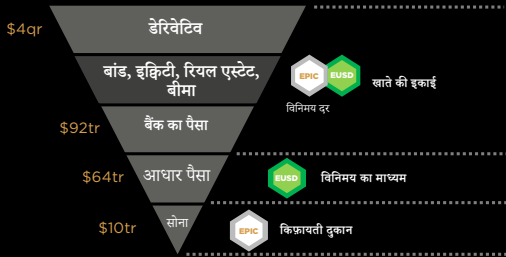 $4qr
डेरिवेटिव
बांड, इक्विटी, रियल एस्टेट,
बीमा
EPIC
EUSD
खाते की इकाई
विनिमय दर
$92tr
बैंक का पैसा
$64tr
आधार पैसा
EUSD
विनिमय का माध्यम
$10tr
सोना
EPIC
किफ़ायती दुकान